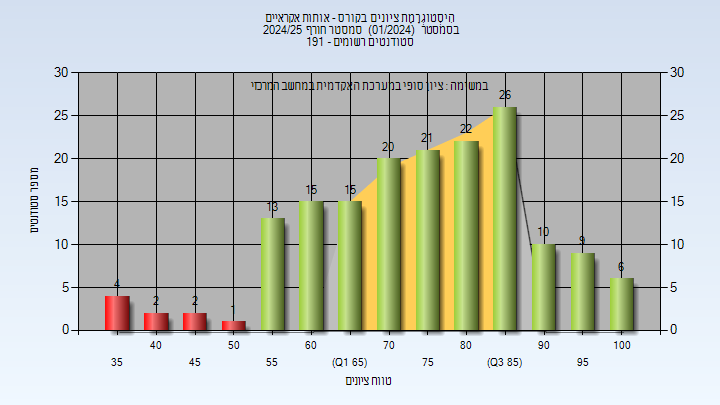 היסטוגרמת ציונים בקורס - אותות אקראיים
בסמסטר (01/2024) סמסטר חורף 2024/25
סטודנטים רשומים - 191
במשימה : ציון סופי במערכת האקדמית במחשב המרכזי
מספר סטודנטים
30 30
25 25
20 20
15 15
10 10
5 5
0 0
4 2 2 1 13 15 15 20 21 22 26 10 9 6
40 50 60 70 80 90 100
35 45 55 (Q1 65) 75 (Q3 85) 95
טווח ציונים